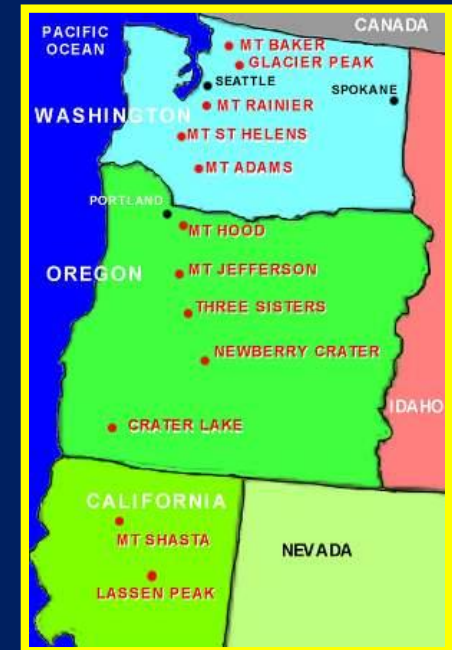 CANADA
PACIFIC
OCEAN
MT BAKER
GLACIER PEAK
SEATTLE
SPOKANE
MT RAINIER
WASHINGTON
MT ST HELENS
MT ADAMS
PORTLAND
MT HOOD
OREGON
MT JEFFERSON
THREE SISTERS
NEWBERRY CRATER
IDAHO
CRATER LAKE
CALIFORNIA
MT SHASTA
NEVADA
LASSEN PEAK